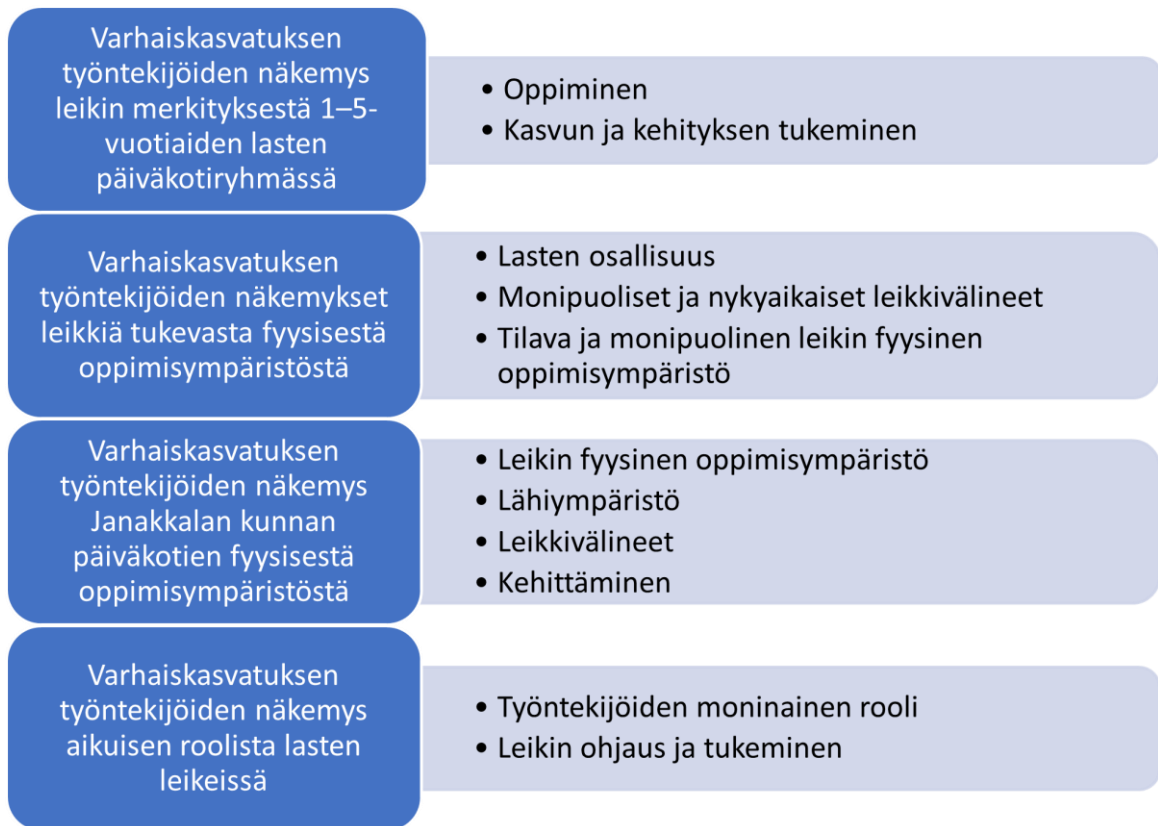 Varhaiskasvatuksen
työntekijöiden näkemys
leikin merkityksestä 1–5-
vuotiaiden lasten
päiväkotiryhmässä
• Oppiminen
• Kasvun ja kehityksen tukeminen
Varhaiskasvatuksen
työntekijöiden näkemykset
leikkiä tukevasta fyysisestä
oppimisympäristöstä
• Lasten osallisuus
• Monipuoliset ja nykyaikaiset leikkivälineet
• Tilava ja monipuolinen leikin fyysinen
oppimisympäristö
Varhaiskasvatuksen
työntekijöiden näkemys
Janakkalan kunnan
päiväkotien fyysisestä
oppimisympäristöstä
• Leikin fyysinen oppimisympäristö
• Lähiympäristö
• Leikkivälineet
• Kehittäminen
Varhaiskasvatuksen
työntekijöiden näkemys
aikuisen roolista lasten
leikeissä
• Työntekijöiden moninainen rooli
• Leikin ohjaus ja tukeminen